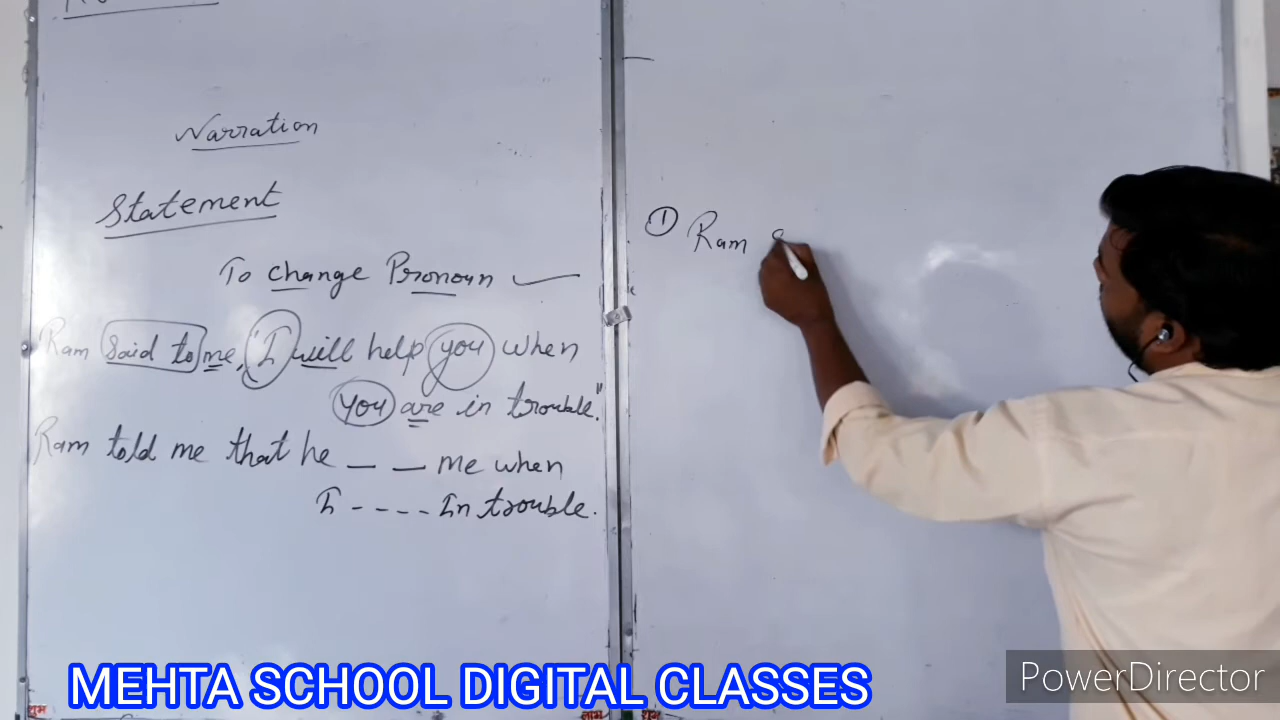 Narration
Statement
To change Pronoun
Ram said to me, "I will help you when
you are in trouble."
Ram told me that he _ _ me when
I - - - - In trouble.
① Ram
MEHTA SCHOOL DIGITAL CLASSES
PowerDirector
शुभ
लाभ
शुभ